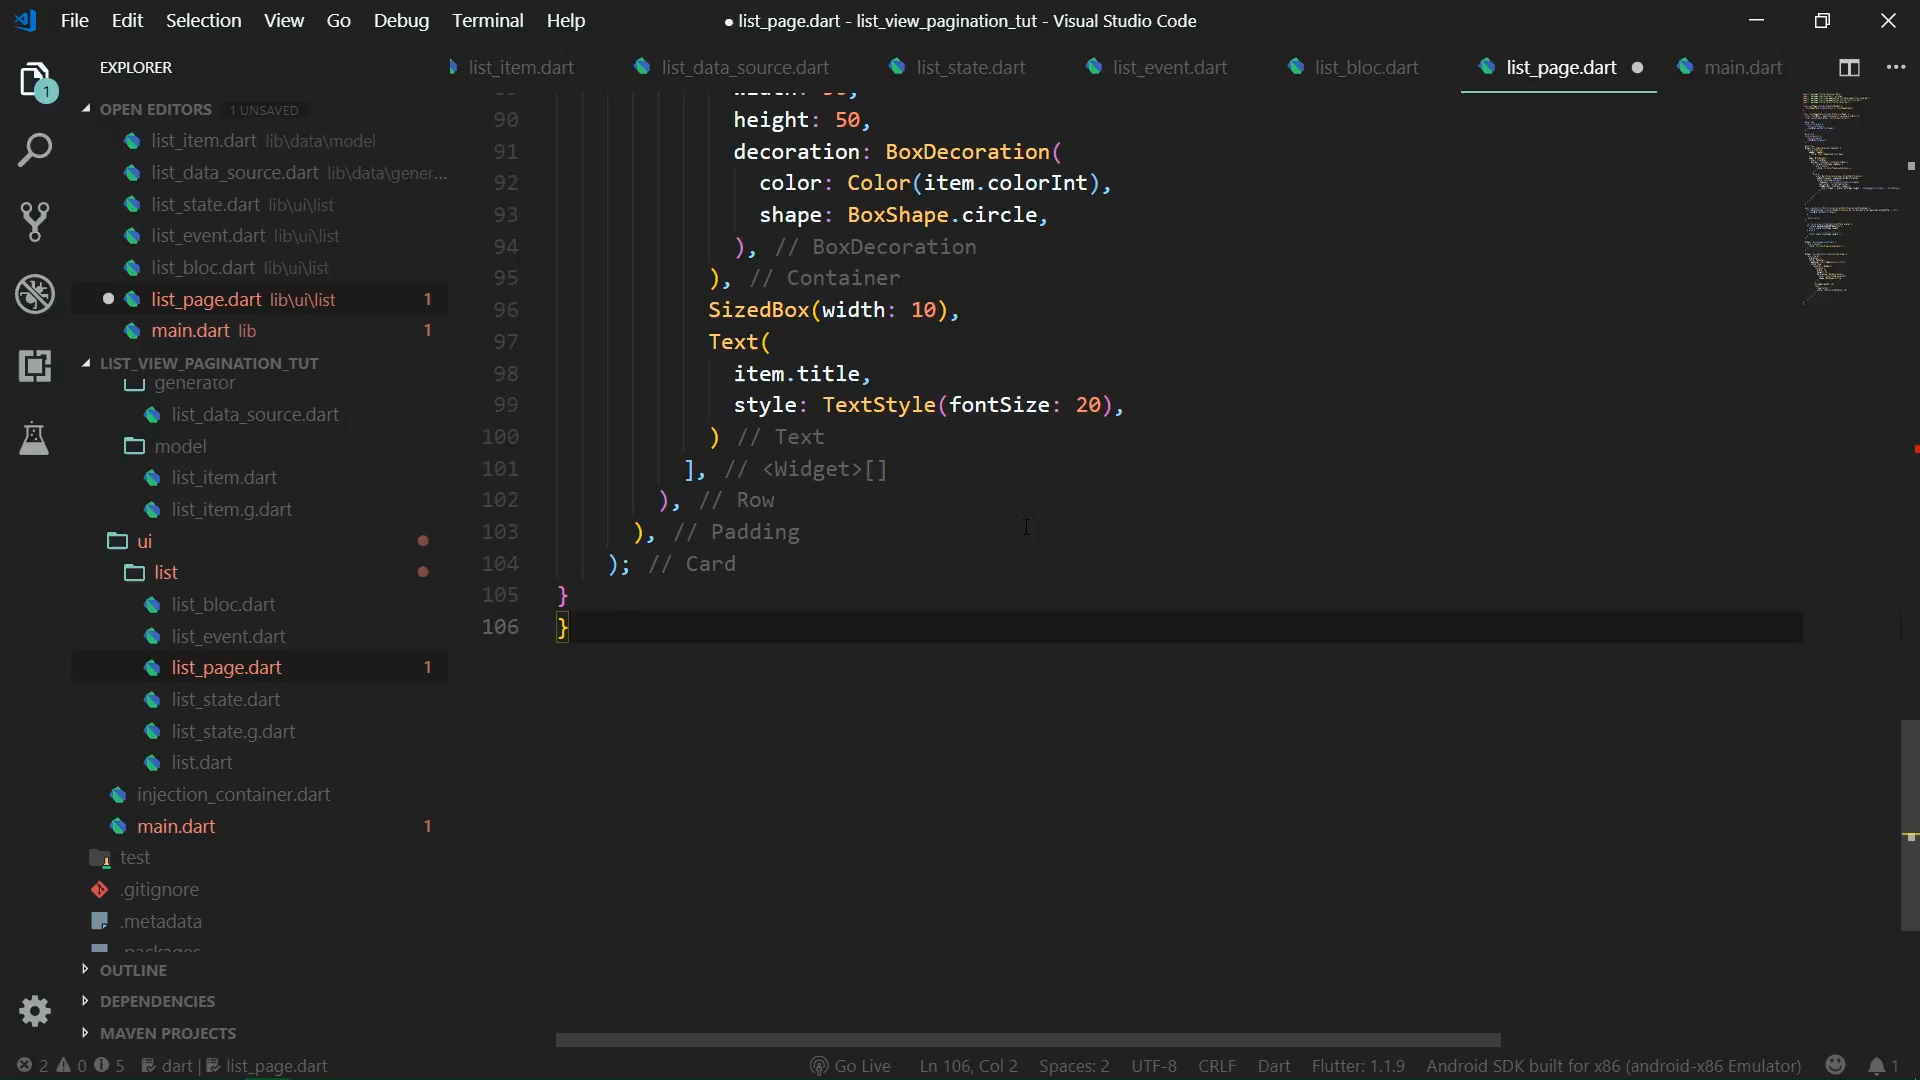 File Edit Selection View Go Debug Terminal Help
● list_page.dart - list_view_pagination_tut - Visual Studio Code
EXPLORER
1
OPEN EDITORS 1 UNSAVED
list_item.dart lib\data\model
list_data_source.dart lib\data\gener...
list_state.dart lib\ui\list
list_event.dart lib\ui\list
list_bloc.dart lib\ui\list
list_page.dart lib\ui\list 1
main.dart lib 1
LIST_VIEW_PAGINATION_TUT
generator
list_data_source.dart
model
list_item.dart
list_item.g.dart
ui
list
list_bloc.dart
list_event.dart
list_page.dart 1
list_state.dart
list_state.g.dart
list.dart
injection_container.dart
main.dart 1
test
.gitignore
.metadata
.packages
OUTLINE
DEPENDENCIES
MAVEN PROJECTS
list_item.dart list_data_source.dart list_state.dart list_event.dart list_bloc.dart list_page.dart main.dart
90 height: 50,
91 decoration: BoxDecoration(
92 color: Color(item.colorInt),
93 shape: BoxShape.circle,
94 ), // BoxDecoration
95 ), // Container
96 SizedBox(width: 10),
97 Text(
98 item.title,
99 style: TextStyle(fontSize: 20),
100 ) // Text
101 ], // <Widget>[]
102 ), // Row
103 ), // Padding
104 ); // Card
105 }
106 }
2 0 5 dart | list_page.dart Go Live Ln 106, Col 2 Spaces: 2 UTF-8 CRLF Dart Flutter: 1.1.9 Android SDK built for x86 (android-x86 Emulator) 1